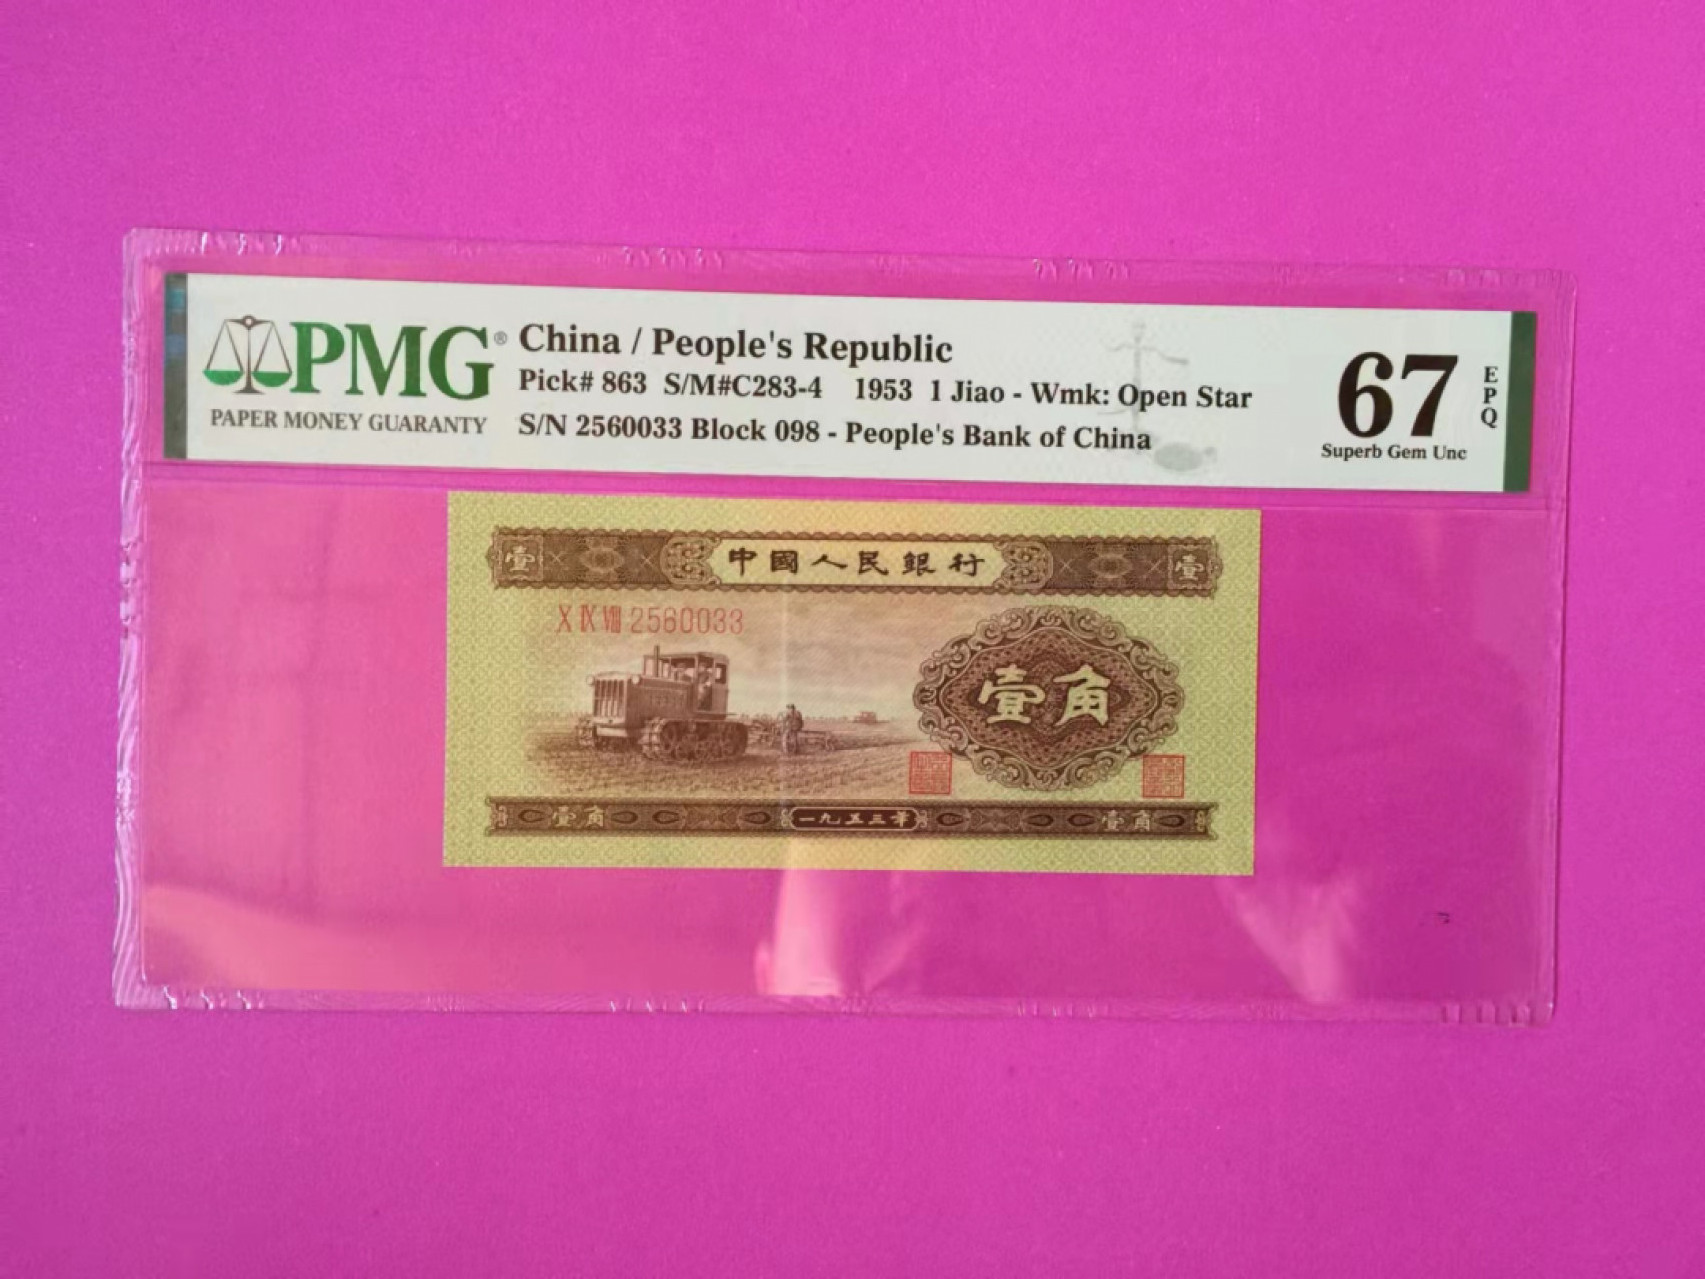 PMG®
PAPER MONEY GUARANTY
China / People's Republic
Pick# 863 S/M#C283-4 1953 1 Jiao - Wmk: Open Star
S/N 2560033 Block 098 - People's Bank of China
67
EPQ
Superb Gem Unc
壹 中國人民銀行 壹
X IX VIII 2560033
壹角
壹角 一九五三年 壹角